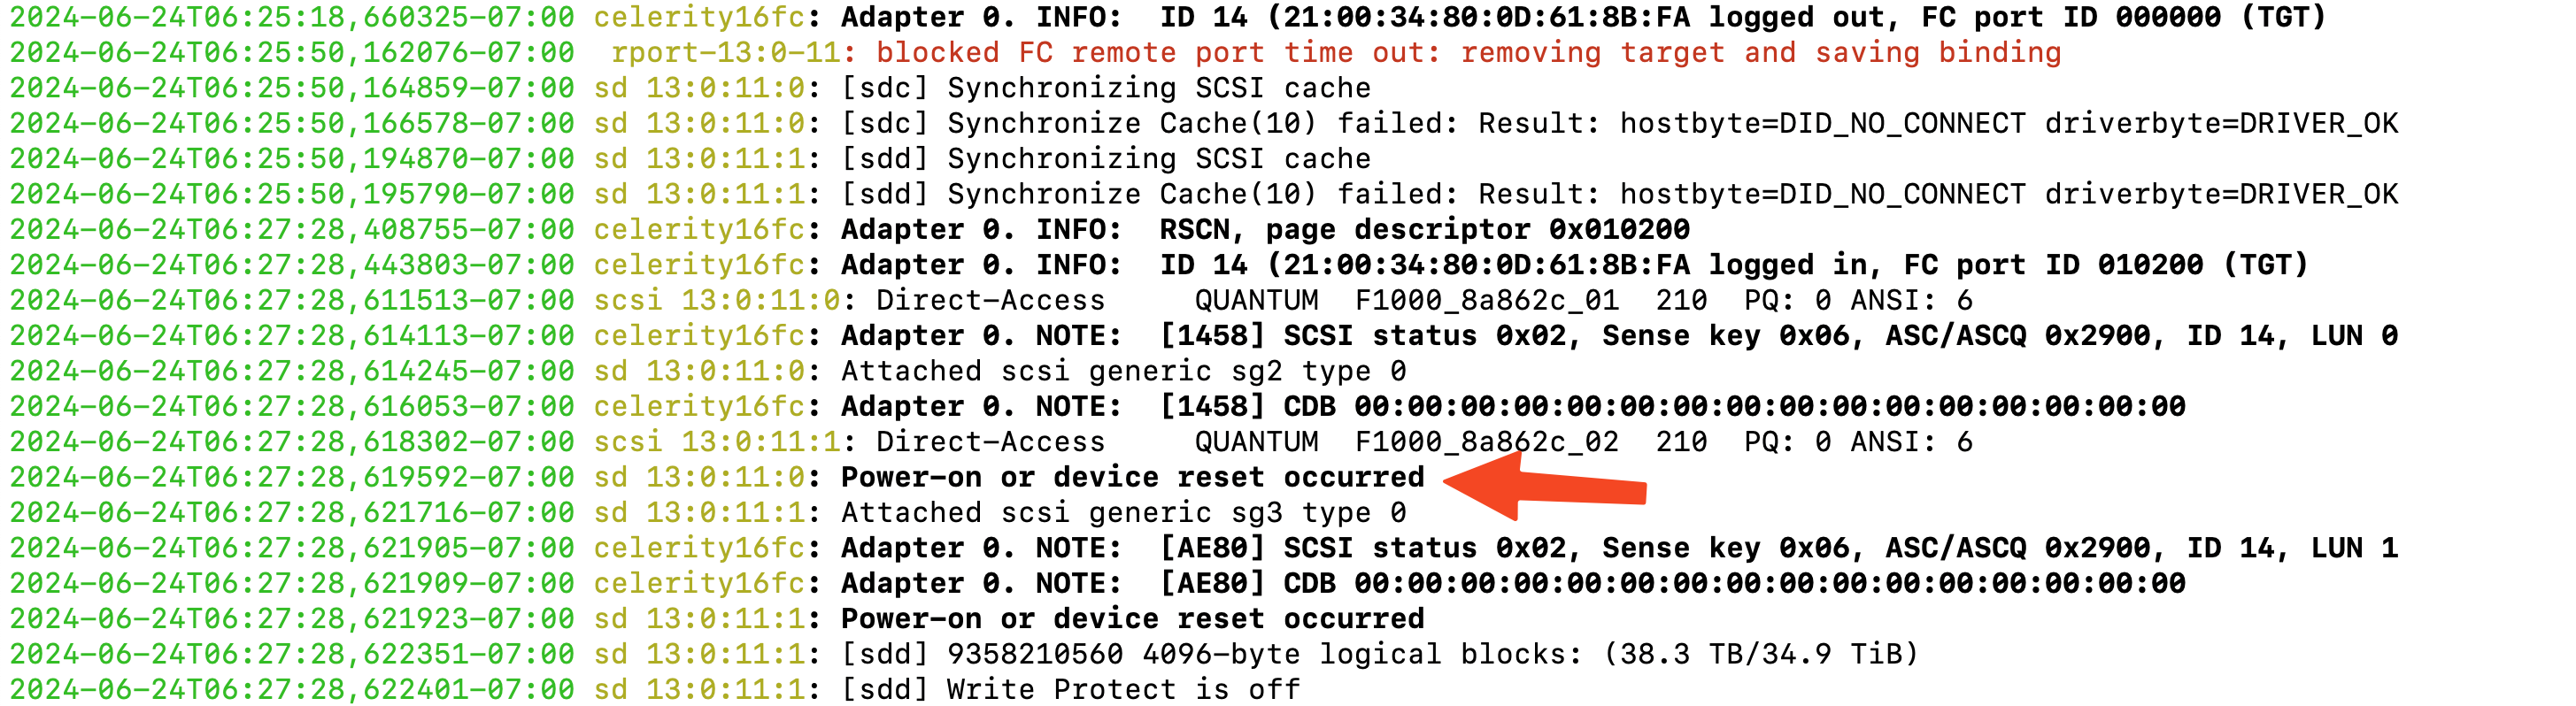 2024-06-24T06:25:18,660325-07:00 celerity16fc: Adapter 0. INFO:  ID 14 (21:00:34:80:0D:61:8B:FA logged out, FC port ID 000000 (TGT)
2024-06-24T06:25:50,162076-07:00  rport-13:0-11: blocked FC remote port time out: removing target and saving binding
2024-06-24T06:25:50,164859-07:00 sd 13:0:11:0: [sdc] Synchronizing SCSI cache
2024-06-24T06:25:50,166578-07:00 sd 13:0:11:0: [sdc] Synchronize Cache(10) failed: Result: hostbyte=DID_NO_CONNECT driverbyte=DRIVER_OK
2024-06-24T06:25:50,194870-07:00 sd 13:0:11:1: [sdd] Synchronizing SCSI cache
2024-06-24T06:25:50,195790-07:00 sd 13:0:11:1: [sdd] Synchronize Cache(10) failed: Result: hostbyte=DID_NO_CONNECT driverbyte=DRIVER_OK
2024-06-24T06:27:28,408755-07:00 celerity16fc: Adapter 0. INFO:  RSCN, page descriptor 0x010200
2024-06-24T06:27:28,443803-07:00 celerity16fc: Adapter 0. INFO:  ID 14 (21:00:34:80:0D:61:8B:FA logged in, FC port ID 010200 (TGT)
2024-06-24T06:27:28,611513-07:00 scsi 13:0:11:0: Direct-Access     QUANTUM  F1000_8a862c_01  210  PQ: 0 ANSI: 6
2024-06-24T06:27:28,614113-07:00 celerity16fc: Adapter 0. NOTE:  [1458] SCSI status 0x02, Sense key 0x06, ASC/ASCQ 0x2900, ID 14, LUN 0
2024-06-24T06:27:28,614245-07:00 sd 13:0:11:0: Attached scsi generic sg2 type 0
2024-06-24T06:27:28,616053-07:00 celerity16fc: Adapter 0. NOTE:  [1458] CDB 00:00:00:00:00:00:00:00:00:00:00:00:00:00:00:00
2024-06-24T06:27:28,618302-07:00 scsi 13:0:11:1: Direct-Access     QUANTUM  F1000_8a862c_02  210  PQ: 0 ANSI: 6
2024-06-24T06:27:28,619592-07:00 sd 13:0:11:0: Power-on or device reset occurred
2024-06-24T06:27:28,621716-07:00 sd 13:0:11:1: Attached scsi generic sg3 type 0
2024-06-24T06:27:28,621905-07:00 celerity16fc: Adapter 0. NOTE:  [AE80] SCSI status 0x02, Sense key 0x06, ASC/ASCQ 0x2900, ID 14, LUN 1
2024-06-24T06:27:28,621909-07:00 celerity16fc: Adapter 0. NOTE:  [AE80] CDB 00:00:00:00:00:00:00:00:00:00:00:00:00:00:00:00
2024-06-24T06:27:28,621923-07:00 sd 13:0:11:1: Power-on or device reset occurred
2024-06-24T06:27:28,622351-07:00 sd 13:0:11:1: [sdd] 9358210560 4096-byte logical blocks: (38.3 TB/34.9 TiB)
2024-06-24T06:27:28,622401-07:00 sd 13:0:11:1: [sdd] Write Protect is off